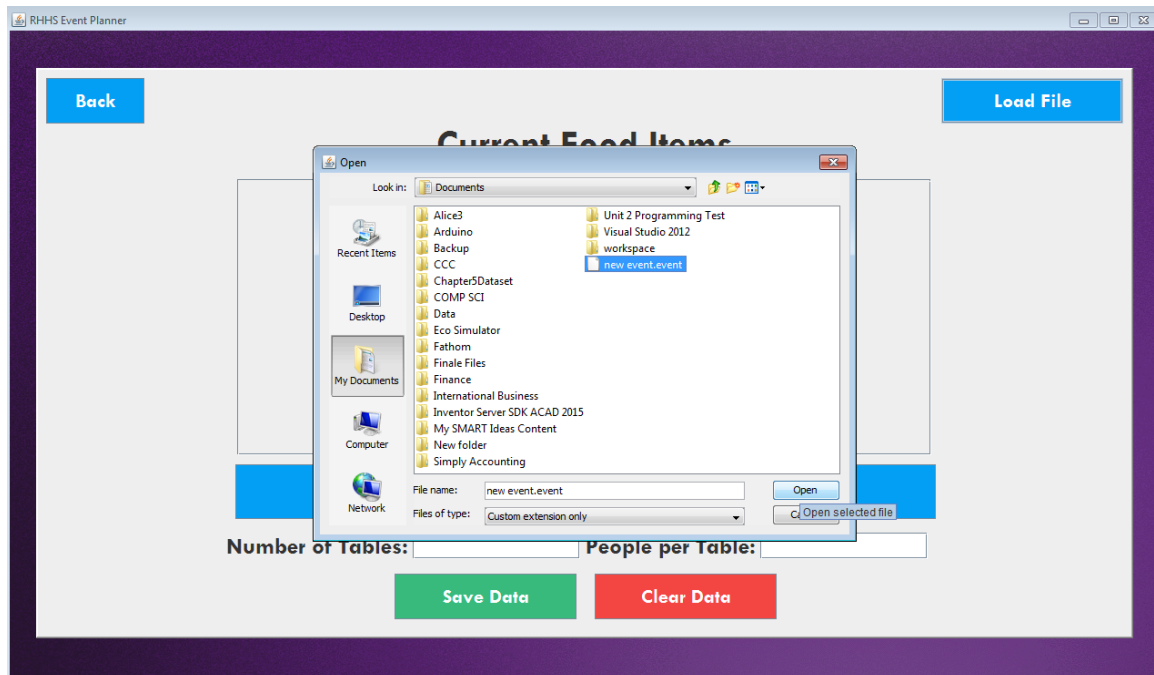 RHHS Event Planner
Back
Load File
Current Food Items
Open
Look in:
Documents
Recent Items
Desktop
My Documents
Computer
Network
Alice3
Arduino
Backup
CCC
Chapter5Dataset
COMP SCI
Data
Eco Simulator
Fathom
Finale Files
Finance
International Business
Inventor Server SDK ACAD 2015
My SMART Ideas Content
New folder
Simply Accounting
Unit 2 Programming Test
Visual Studio 2012
workspace
new event.event
File name: new event.event
Open
Files of type: Custom extension only
Open selected file
Number of Tables:
People per Table:
Save Data
Clear Data